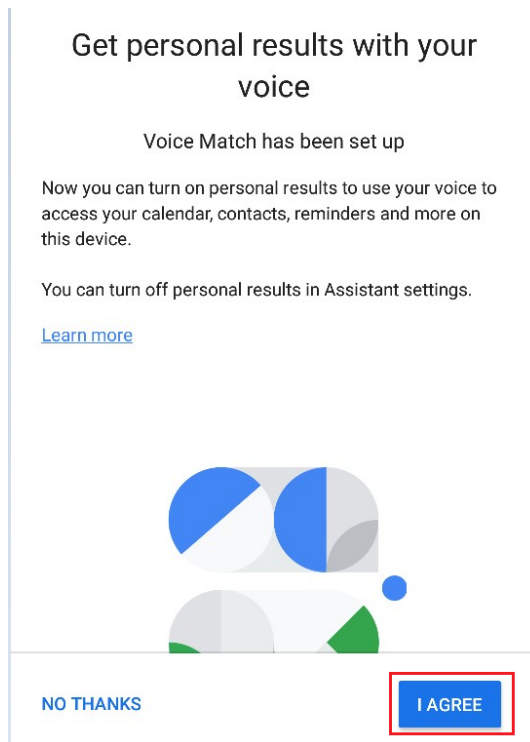 Get personal results with your
voice
Voice Match has been set up
Now you can turn on personal results to use your voice to
access your calendar, contacts, reminders and more on
this device.
You can turn off personal results in Assistant settings.
Learn more
NO THANKS
I AGREE